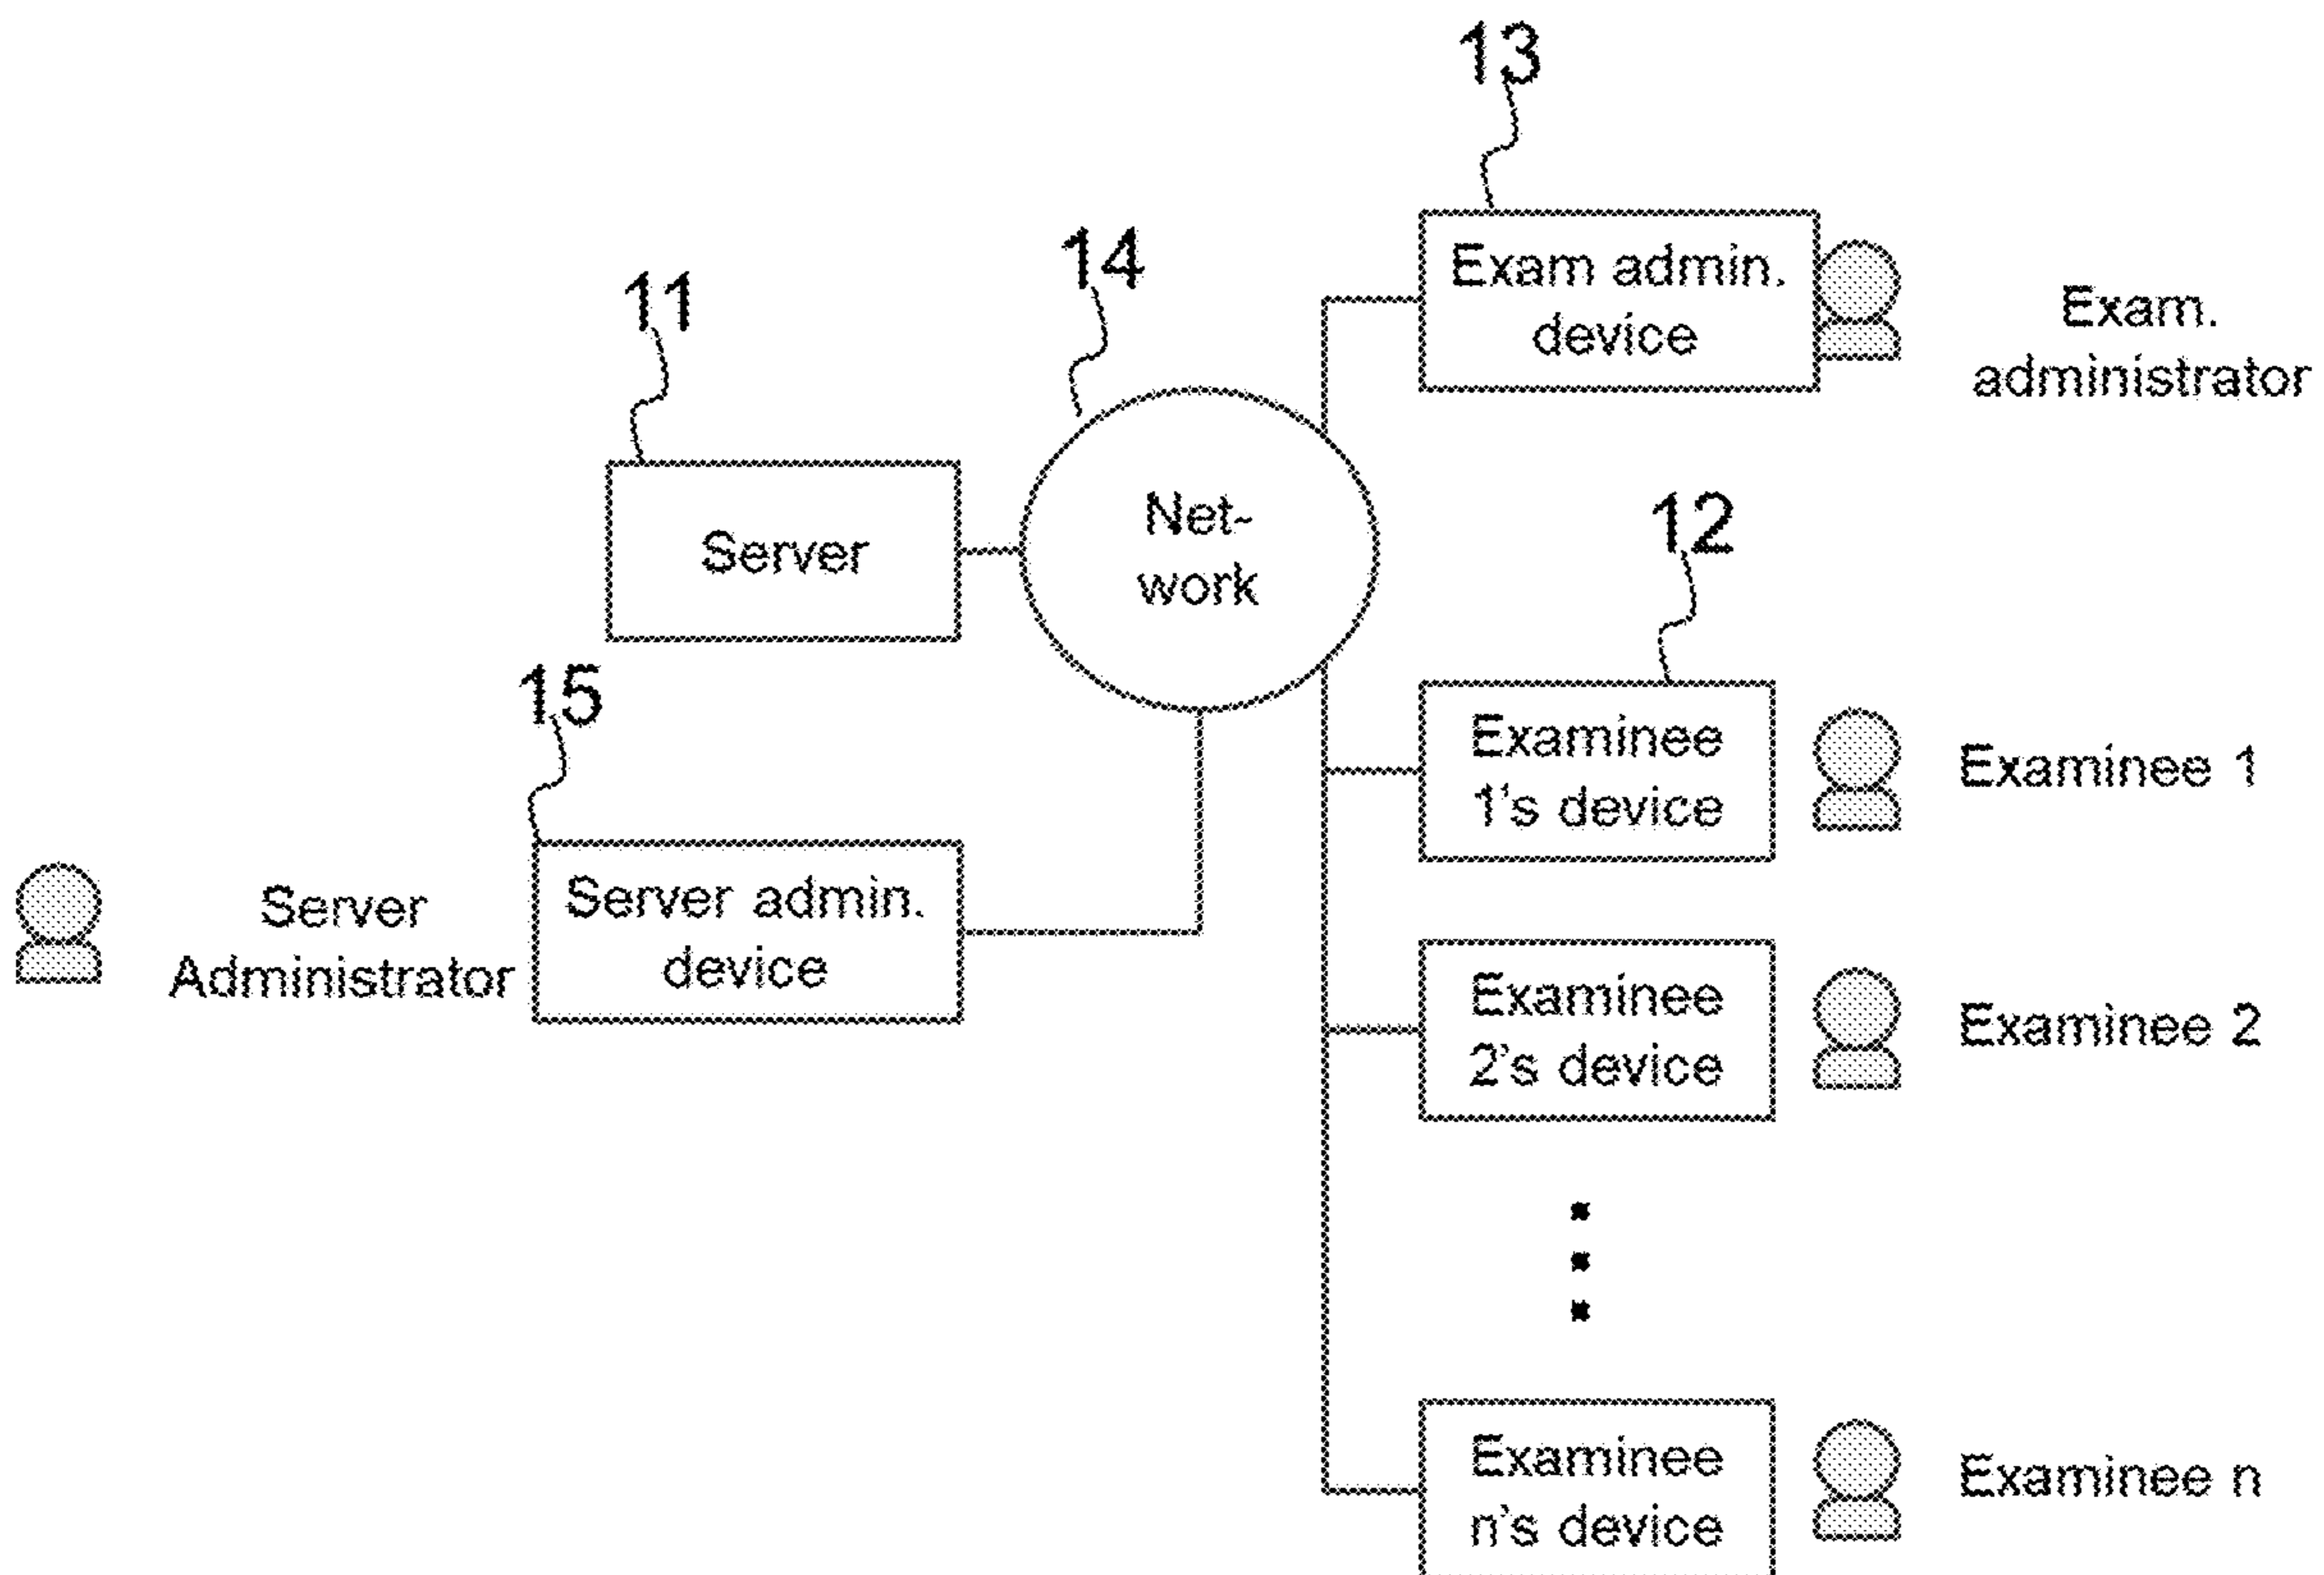 13
14
11
Exam admin.
device
Exam.
administrator
Server
Net-
work
12
15
Examinee
1's device
Examinee 1
Server
Administrator
Server admin.
device
Examinee
2's device
Examinee 2
Examinee
n's device
Examinee n